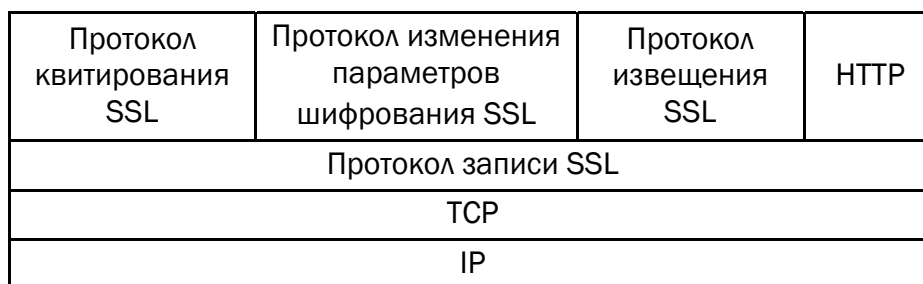 Протокол
квитирования
SSL
Протокол изменения
параметров
шифрования SSL
Протокол
извещения
SSL
HTTP
Протокол записи SSL
TCP
IP